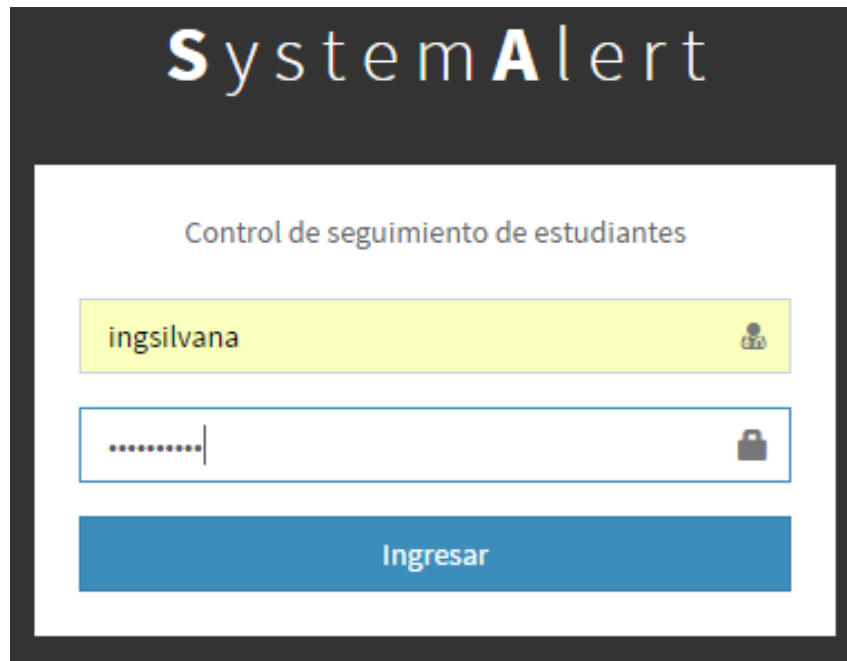 SystemAlert
Control de seguimiento de estudiantes
ingsilvana
••••••••••
Ingresar